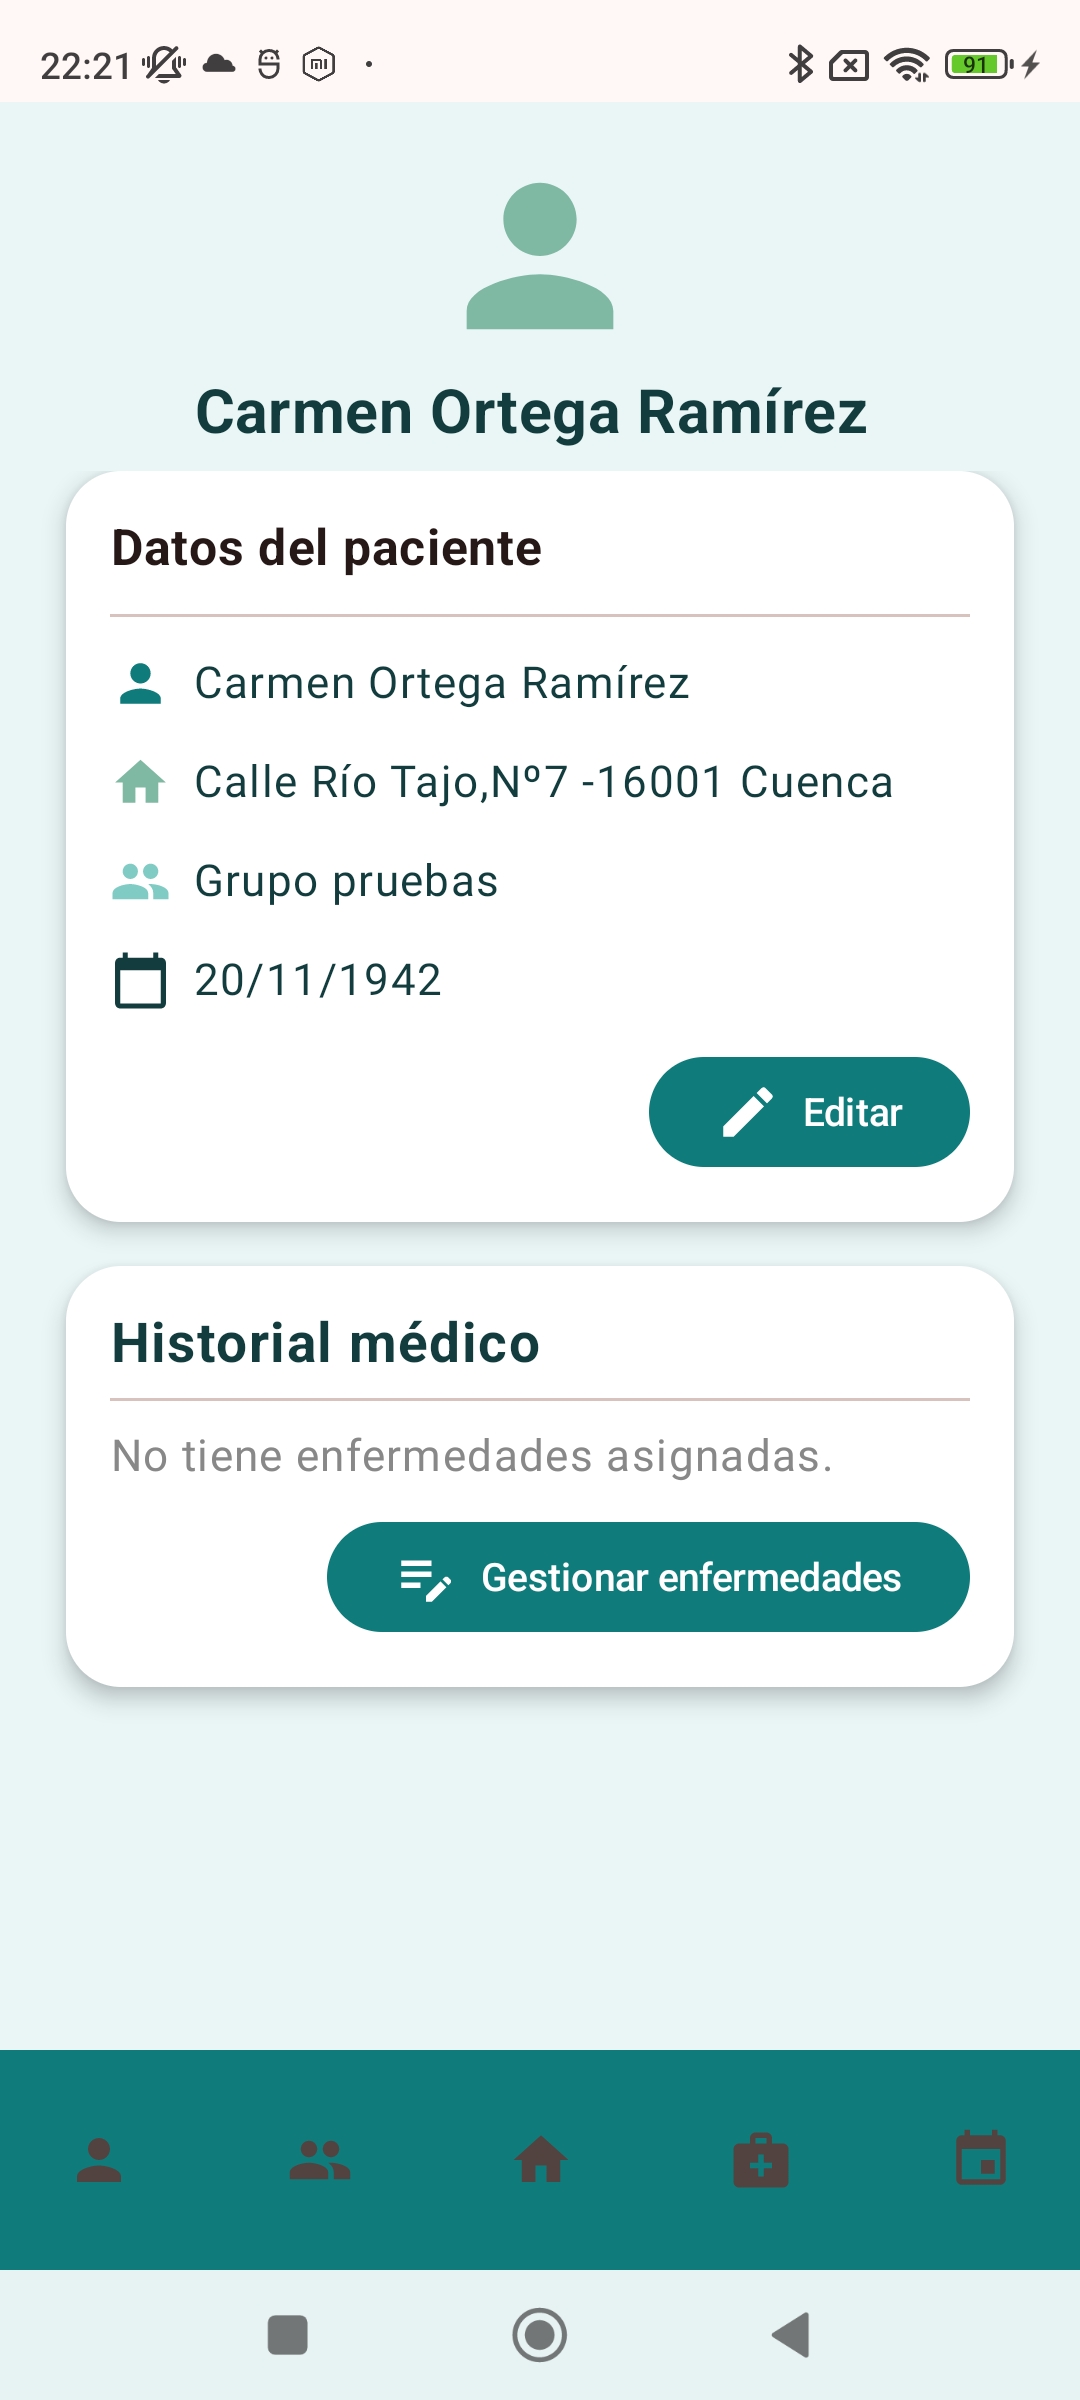 22:21
91
Carmen Ortega Ramírez
Datos del paciente
Carmen Ortega Ramírez
Calle Río Tajo,Nº7 -16001 Cuenca
Grupo pruebas
20/11/1942
Editar
Historial médico
No tiene enfermedades asignadas.
Gestionar enfermedades